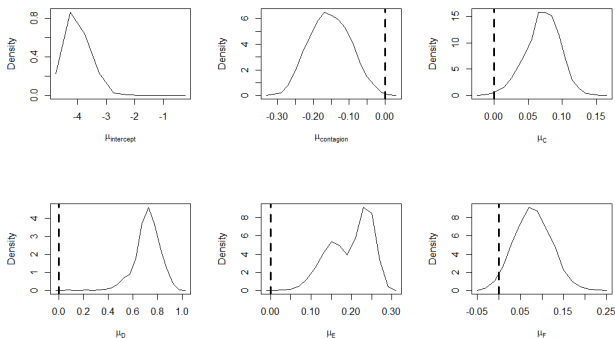 Density
0.0 0.4 0.8
-4 -3 -2 -1
μintercept
Density
0 2 4 6
-0.30 -0.20 -0.10 0.00
μcontagion
Density
0 5 10 15
0.00 0.05 0.10 0.15
μC
Density
0 1 2 3 4
0.0 0.2 0.4 0.6 0.8 1.0
μD
Density
0 2 4 6 8
0.00 0.10 0.20 0.30
μE
Density
0 2 4 6 8
-0.05 0.05 0.15 0.25
μF